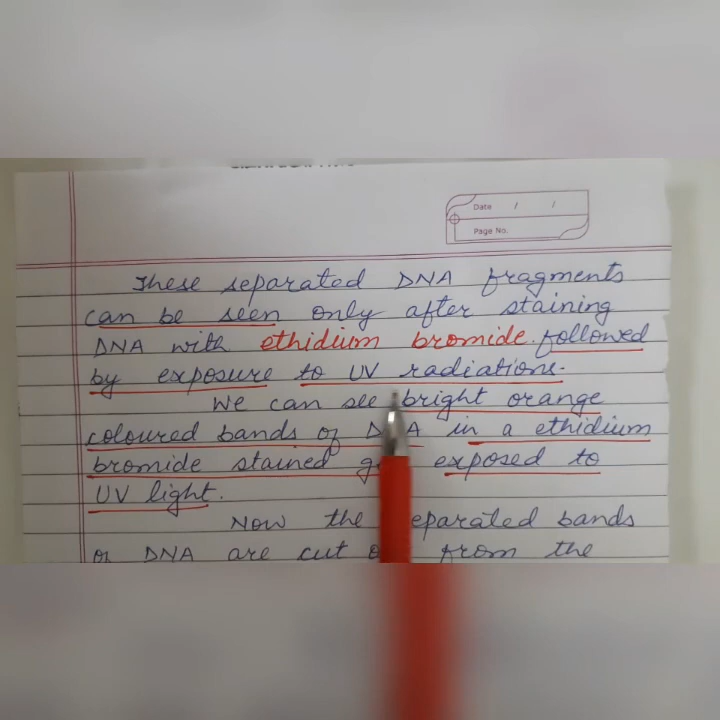 Date / /
Page No.
These separated DNA fragments
can be seen only after staining
DNA with ethidium bromide followed
by exposure to UV radiations.
We can see bright orange
coloured bands of DNA in a ethidium
bromide stained exposed to
UV light.
Now the separated bands
of DNA are cut from the